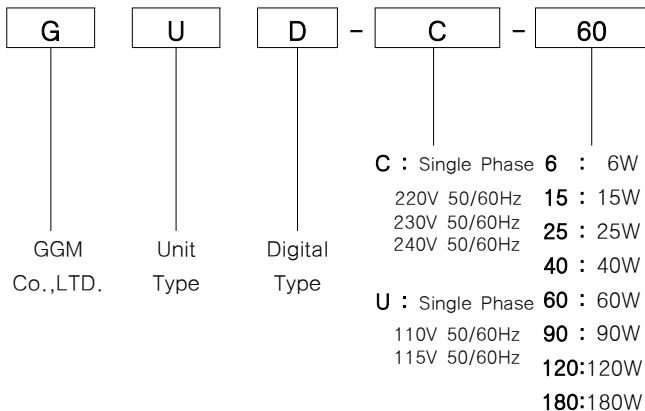 G U D - C - 60
C : Single Phase
220V 50/60Hz
230V 50/60Hz
240V 50/60Hz
U : Single Phase
110V 50/60Hz
115V 50/60Hz
6 : 6W
15 : 15W
25 : 25W
40 : 40W
60 : 60W
90 : 90W
120:120W
180:180W
GGM
Co.,LTD.
Unit
Type
Digital
Type